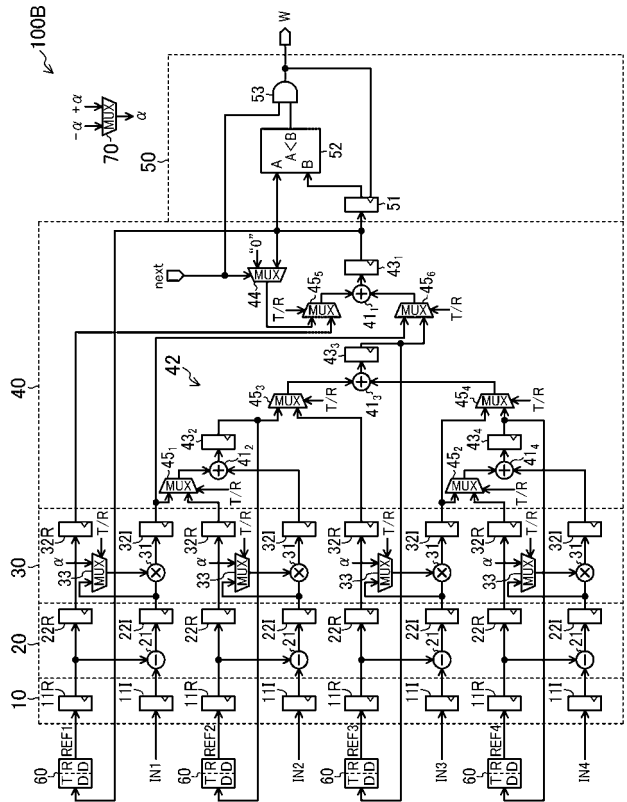 100B
−α +α
MUX
70
α
W
50
53
A
A<B
B
52
51
40
next
"0"
MUX
44
T/R
MUX
45₅
43₁
+
41₁
MUX
45₆
T/R
42
43₃
+
41₃
45₃
MUX
T/R
45₄
MUX
T/R
43₂
45₁
+
41₂
MUX
T/R
43₄
45₂
+
41₄
MUX
T/R
30
32R
T/R
α
MUX
33
31
×
32I
32R
T/R
α
MUX
33
31
×
32I
32R
T/R
α
MUX
33
31
×
32I
32R
T/R
α
MUX
33
31
×
32I
20
22R
22I
21
−
22R
22I
21
−
22R
22I
21
−
22R
22I
21
−
10
11R
11I
11R
11I
11R
11I
11R
11I
REF1
T R
D D
60
IN1
REF2
T R
D D
60
IN2
REF3
T R
D D
60
IN3
REF4
T R
D D
60
IN4